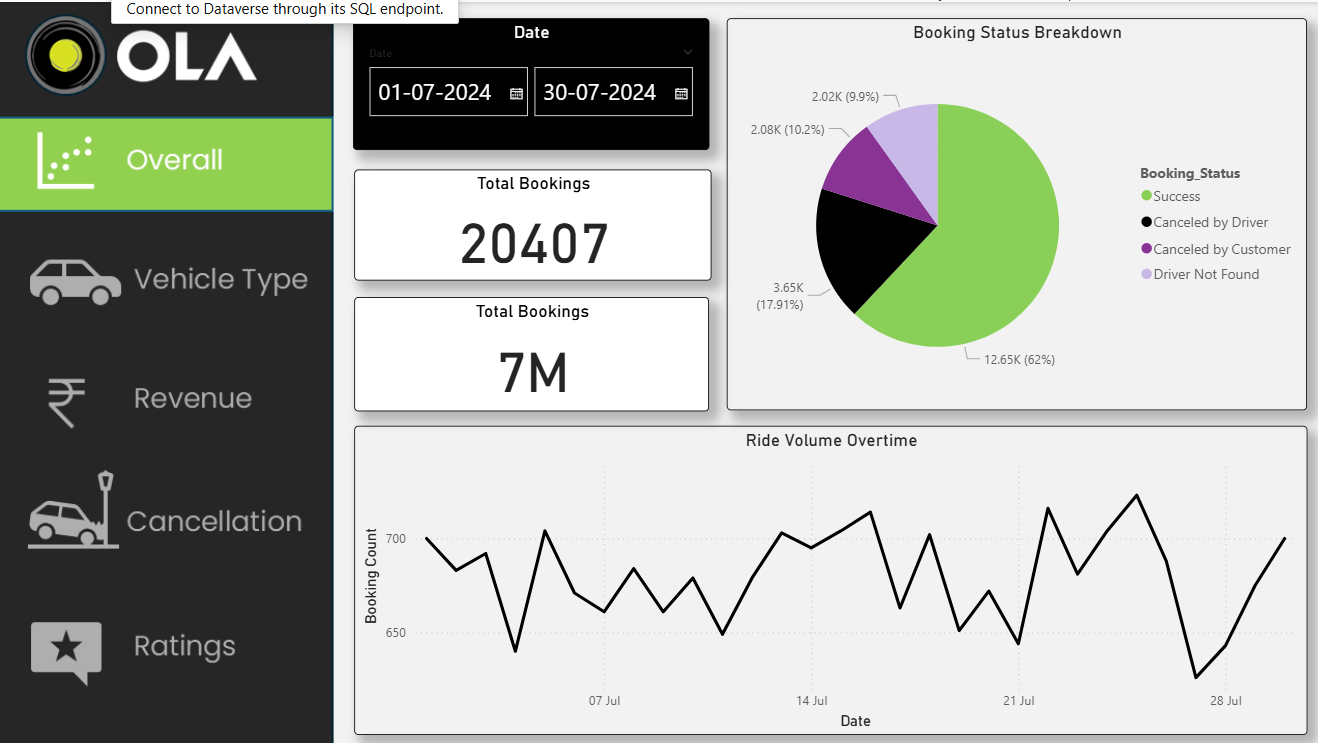 Connect to Dataverse through its SQL endpoint.
OLA
Overall
Vehicle Type
Revenue
Cancellation
Ratings
Date
Date
01-07-2024
30-07-2024
Total Bookings
20407
Total Bookings
7M
Booking Status Breakdown
2.02K (9.9%)
2.08K (10.2%)
3.65K
(17.91%)
12.65K (62%)
Booking_Status
Success
Canceled by Driver
Canceled by Customer
Driver Not Found
Ride Volume Overtime
Booking Count
700
650
07 Jul
14 Jul
21 Jul
28 Jul
Date